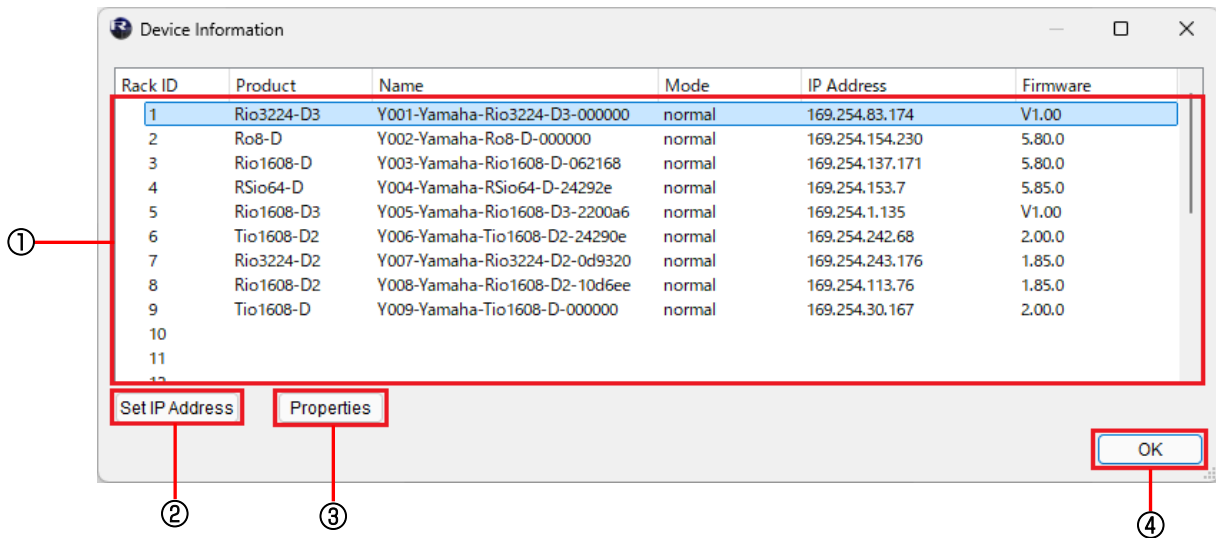 Device Information
Rack ID Product Name Mode IP Address Firmware
1 Rio3224-D3 Y001-Yamaha-Rio3224-D3-000000 normal 169.254.83.174 V1.00
2 Ro8-D Y002-Yamaha-Ro8-D-000000 normal 169.254.154.230 5.80.0
3 Rio1608-D Y003-Yamaha-Rio1608-D-062168 normal 169.254.137.171 5.80.0
4 RSio64-D Y004-Yamaha-RSio64-D-24292e normal 169.254.153.7 5.85.0
5 Rio1608-D3 Y005-Yamaha-Rio1608-D3-2200a6 normal 169.254.1.135 V1.00
6 Tio1608-D2 Y006-Yamaha-Tio1608-D2-24290e normal 169.254.242.68 2.00.0
7 Rio3224-D2 Y007-Yamaha-Rio3224-D2-0d9320 normal 169.254.243.176 1.85.0
8 Rio1608-D2 Y008-Yamaha-Rio1608-D2-10d6ee normal 169.254.113.76 1.85.0
9 Tio1608-D Y009-Yamaha-Tio1608-D-000000 normal 169.254.30.167 2.00.0
10
11
①
Set IP Address Properties
OK
② ③ ④